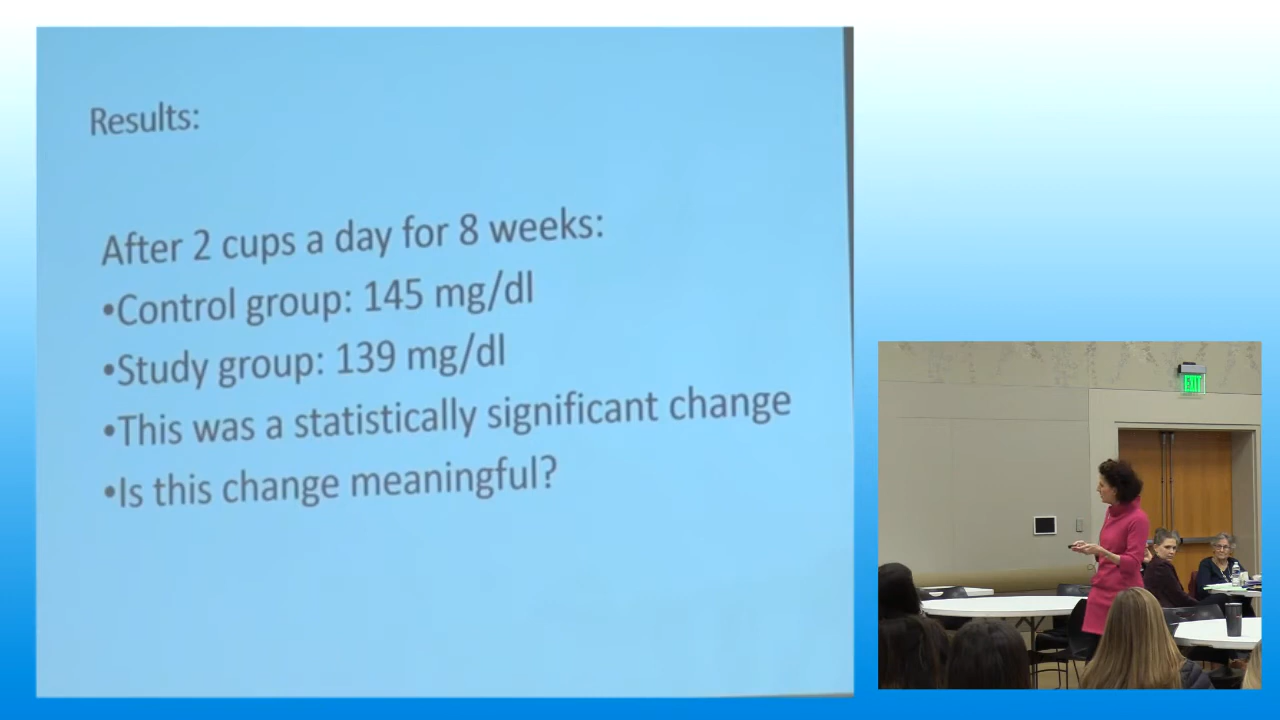 Results:
After 2 cups a day for 8 weeks:
•Control group: 145 mg/dl
•Study group: 139 mg/dl
•This was a statistically significant change
•Is this change meaningful?
EXIT